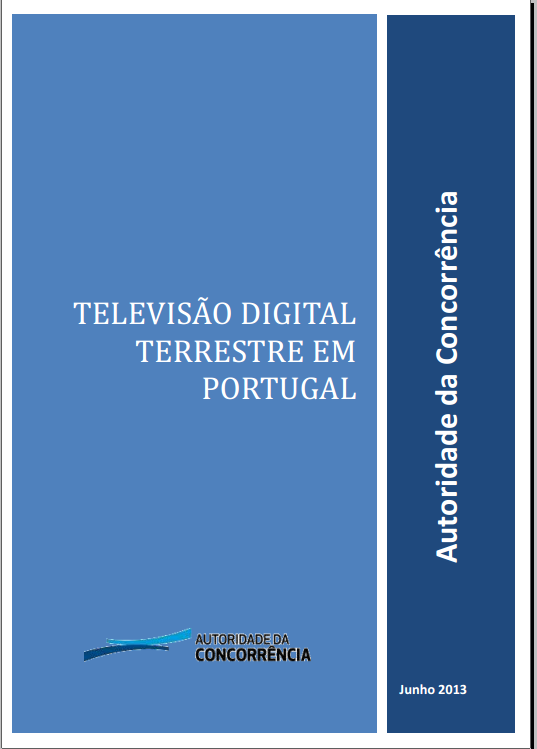 TELEVISÃO DIGITAL
TERRESTRE EM
PORTUGAL
Autoridade da Concorrência
AUTORIDADE DA
CONCORRÊNCIA
Junho 2013